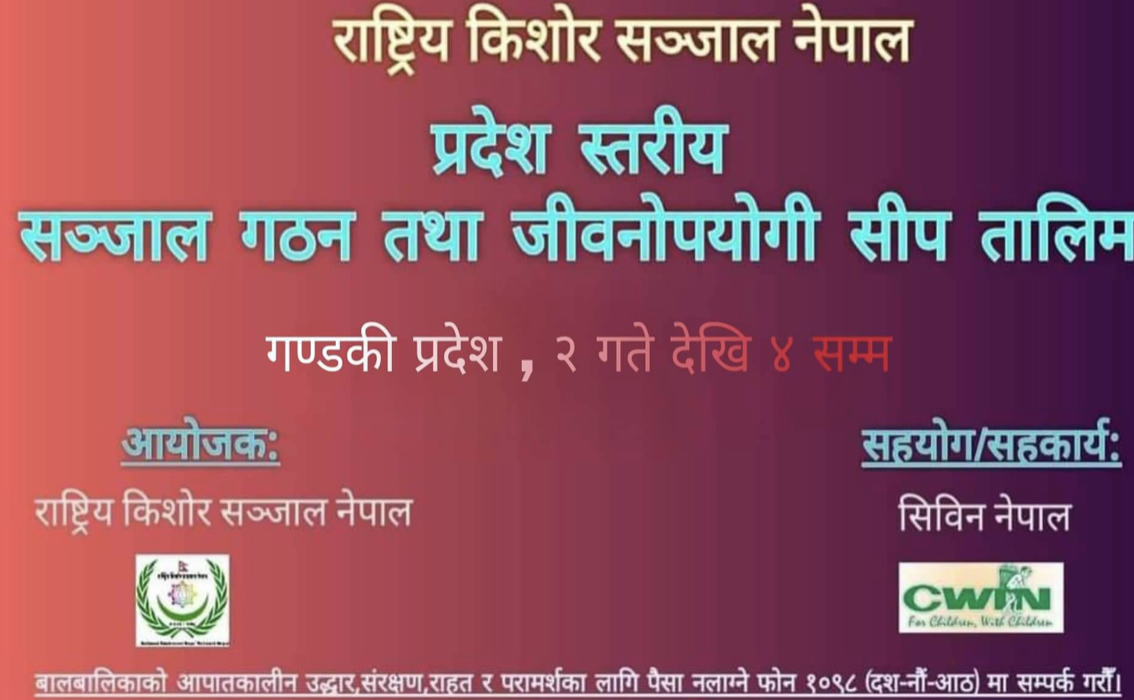 राष्ट्रिय किशोर सञ्जाल नेपाल
प्रदेश स्तरीय
सञ्जाल गठन तथा जीवनोपयोगी सीप तालिम
गण्डकी प्रदेश , २ गते देखि ४ सम्म
आयोजक:
सहयोग/सहकार्य:
राष्ट्रिय किशोर सञ्जाल नेपाल
सिविन नेपाल
CWIN
For Children, With Children
बालबालिकाको आपातकालीन उद्धार,संरक्षण,राहत र परामर्शका लागि पैसा नलाग्ने फोन १०९८ (दश-नौं-आठ) मा सम्पर्क गरौँ।